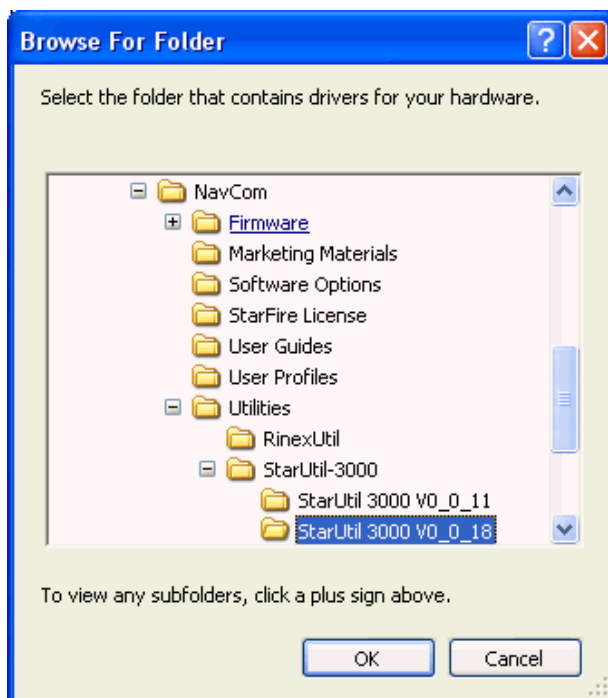 Browse For Folder
Select the folder that contains drivers for your hardware.
NavCom
Firmware
Marketing Materials
Software Options
StarFire License
User Guides
User Profiles
Utilities
RinexUtil
StarUtil-3000
StarUtil 3000 V0_0_11
StarUtil 3000 V0_0_18
To view any subfolders, click a plus sign above.
OK Cancel